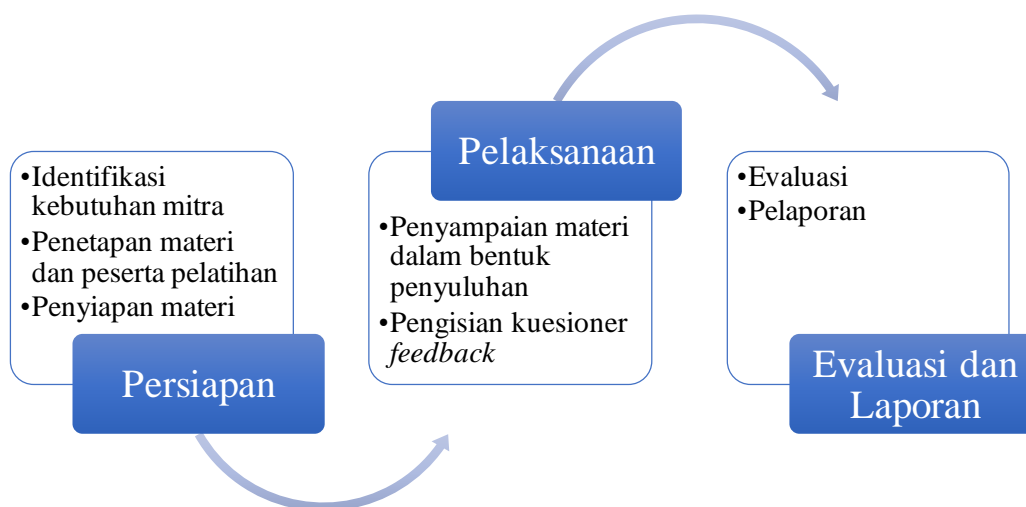 •Identifikasi
kebutuhan mitra
•Penetapan materi
dan peserta pelatihan
•Penyiapan materi
Persiapan
Pelaksanaan
•Penyampaian materi
dalam bentuk
penyuluhan
•Pengisian kuesioner
feedback
•Evaluasi
•Pelaporan
Evaluasi dan
Laporan